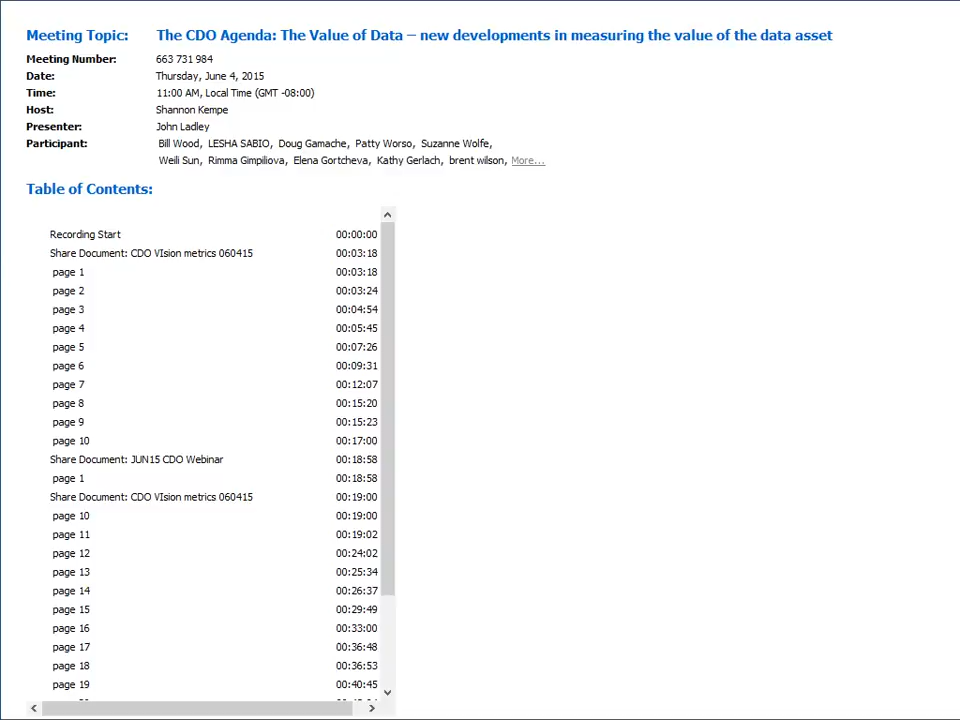 Meeting Topic: The CDO Agenda: The Value of Data – new developments in measuring the value of the data asset
Meeting Number: 663 731 984
Date: Thursday, June 4, 2015
Time: 11:00 AM, Local Time (GMT -08:00)
Host: Shannon Kempe
Presenter: John Ladley
Participant: Bill Wood, LESHA SABIO, Doug Gamache, Patty Worso, Suzanne Wolfe,
Weili Sun, Rimma Gimpiliova, Elena Gortcheva, Kathy Gerlach, brent wilson, More...
Table of Contents:
Recording Start 00:00:00
Share Document: CDO VIsion metrics 060415 00:03:18
page 1 00:03:18
page 2 00:03:24
page 3 00:04:54
page 4 00:05:45
page 5 00:07:26
page 6 00:09:31
page 7 00:12:07
page 8 00:15:20
page 9 00:15:23
page 10 00:17:00
Share Document: JUN15 CDO Webinar 00:18:58
page 1 00:18:58
Share Document: CDO VIsion metrics 060415 00:19:00
page 10 00:19:00
page 11 00:19:02
page 12 00:24:02
page 13 00:25:34
page 14 00:26:37
page 15 00:29:49
page 16 00:33:00
page 17 00:36:48
page 18 00:36:53
page 19 00:40:45